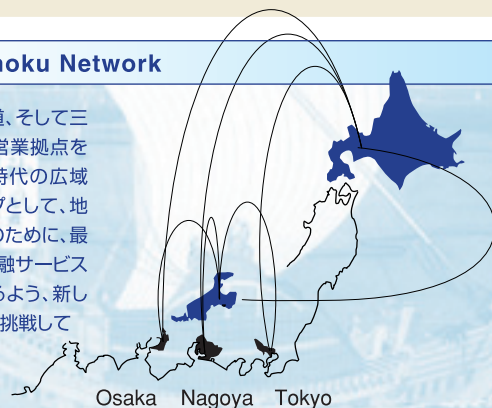 noku Network
道、そして三
営業拠点を
時代の広域
プとして、地
のために、最
融サービス
るよう、新し
挑戦して
Osaka Nagoya Tokyo